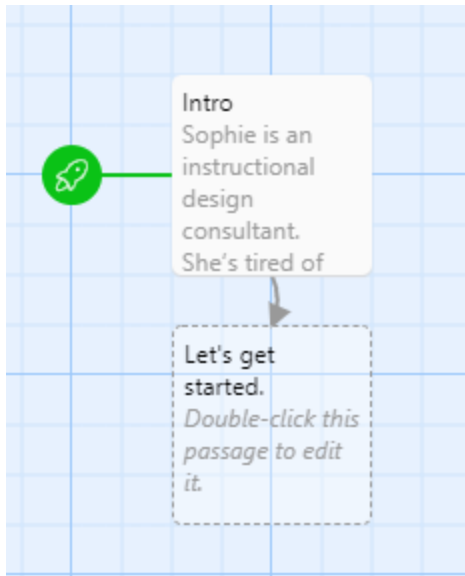 Intro
Sophie is an
instructional
design
consultant.
She's tired of
Let's get
started.
Double-click this
passage to edit
it.